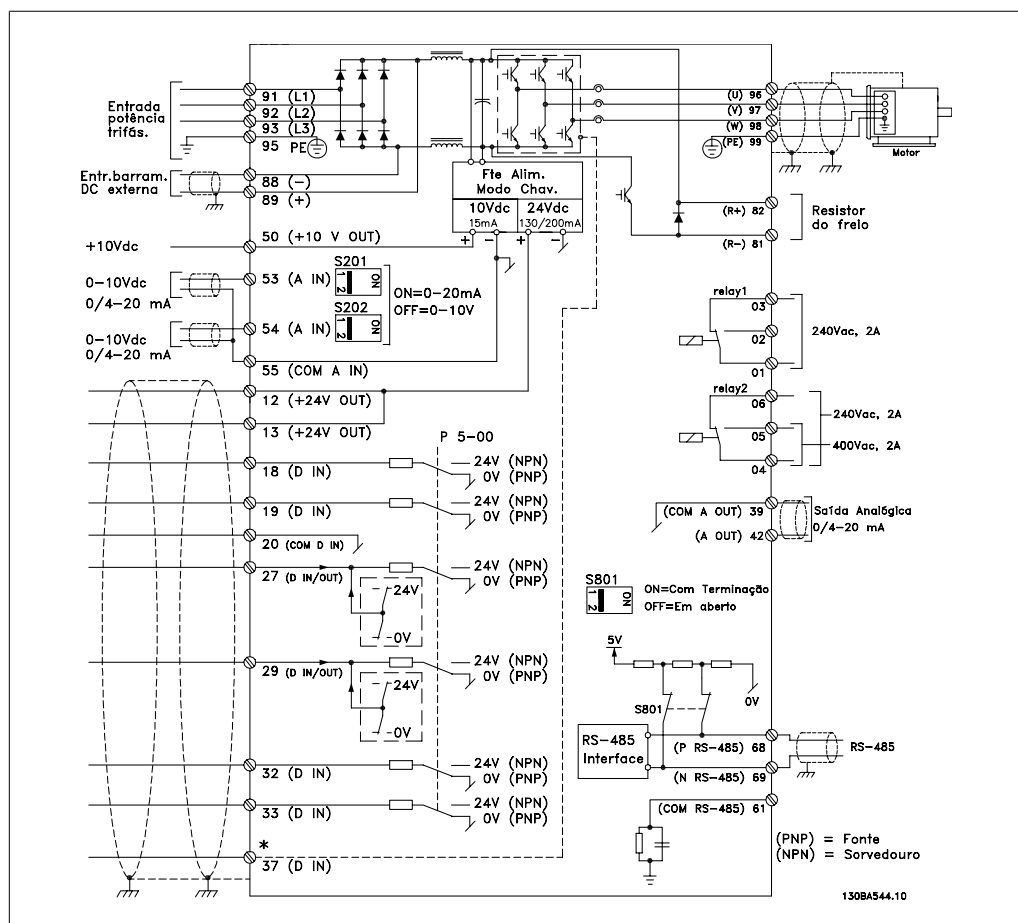 Entrada
potência
trifás.
91 (L1)
92 (L2)
93 (L3)
95 PE
Entr.barram.
DC externa
88 (−)
89 (+)
+10Vdc
50 (+10 V OUT)
0−10Vdc
0/4−20 mA
53 (A IN)
S201
1 2
ON
ON=0−20mA
OFF=0−10V
S202
1 2
ON
0−10Vdc
0/4−20 mA
54 (A IN)
55 (COM A IN)
12 (+24V OUT)
13 (+24V OUT)
P 5−00
18 (D IN)
24V (NPN)
0V (PNP)
19 (D IN)
24V (NPN)
0V (PNP)
20 (COM D IN)
27 (D IN/OUT)
24V (NPN)
0V (PNP)
24V
0V
29 (D IN/OUT)
24V (NPN)
0V (PNP)
24V
0V
32 (D IN)
24V (NPN)
0V (PNP)
33 (D IN)
24V (NPN)
0V (PNP)
*
37 (D IN)
Fte Alim.
Modo Chav.
10Vdc
15mA
24Vdc
130/200mA
+ − + −
(U) 96
(V) 97
(W) 98
(PE) 99
Motor
(R+) 82
(R−) 81
Resistor
do freio
relay1
03
02
01
240Vac, 2A
relay2
06
05
04
240Vac, 2A
400Vac, 2A
(COM A OUT) 39
(A OUT) 42
Saída Analógica
0/4−20 mA
S801
1 2
ON
ON=Com Terminação
OFF=Em aberto
5V
0V
S801
RS−485
Interface
(P RS−485) 68
(N RS−485) 69
RS−485
(COM RS−485) 61
(PNP) = Fonte
(NPN) = Sorvedouro
130BA544.10